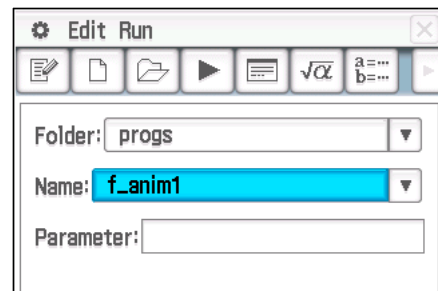 Edit Run
√α a=… b=…
Folder: progs
Name: f_anim1
Parameter: